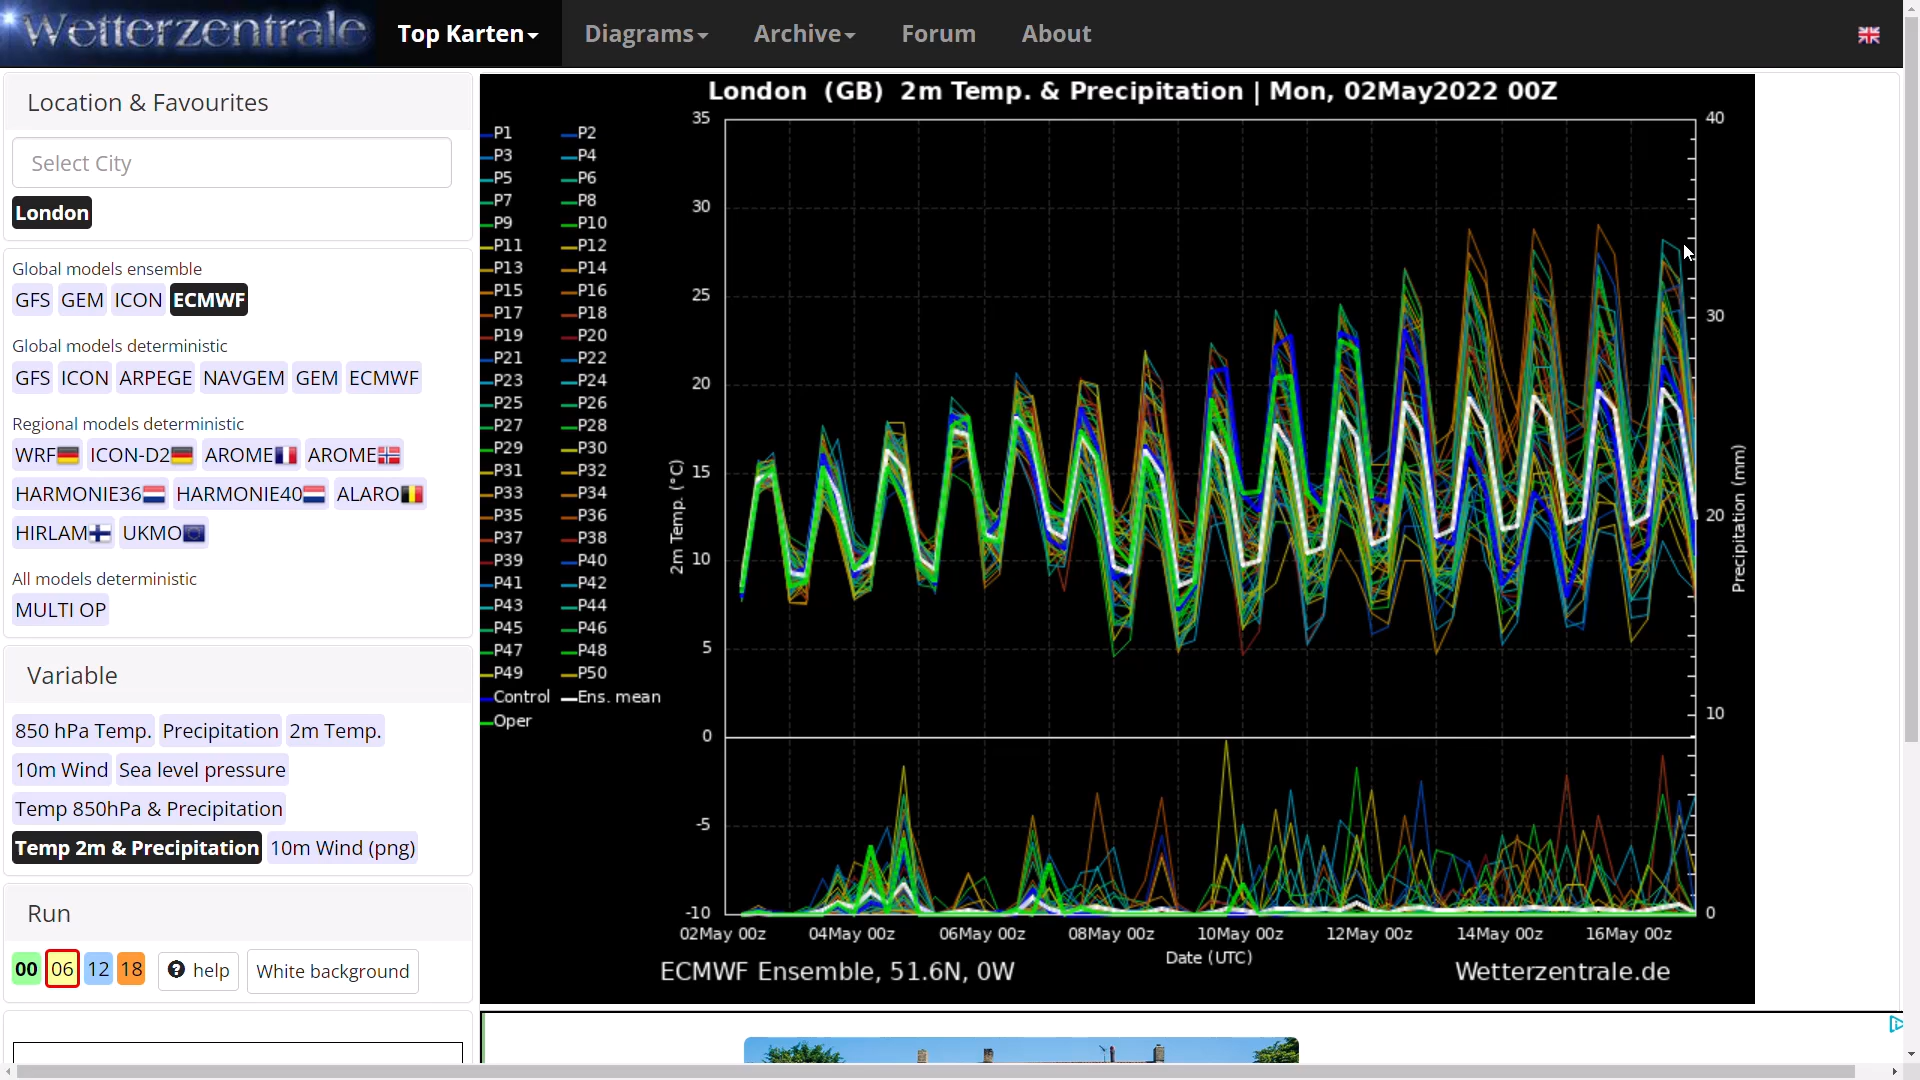 Wetterzentrale
Top Karten
Diagrams
Archive
Forum
About
Location & Favourites
Select City
London
Global models ensemble
GFS GEM ICON ECMWF
Global models deterministic
GFS ICON ARPEGE NAVGEM GEM ECMWF
Regional models deterministic
WRF ICON-D2 AROME AROME
HARMONIE36 HARMONIE40 ALARO
HIRLAM UKMO
All models deterministic
MULTI OP
Variable
850 hPa Temp. Precipitation 2m Temp.
10m Wind Sea level pressure
Temp 850hPa & Precipitation
Temp 2m & Precipitation 10m Wind (png)
Run
00 06 12 18 ? help White background
London (GB) 2m Temp. & Precipitation | Mon, 02May2022 00Z
P1 P2
P3 P4
P5 P6
P7 P8
P9 P10
P11 P12
P13 P14
P15 P16
P17 P18
P19 P20
P21 P22
P23 P24
P25 P26
P27 P28
P29 P30
P31 P32
P33 P34
P35 P36
P37 P38
P39 P40
P41 P42
P43 P44
P45 P46
P47 P48
P49 P50
Control Ens. mean
Oper
2m Temp. (°C)
35
30
25
20
15
10
5
0
-5
-10
40
30
20
10
0
Precipitation (mm)
02May 00z 04May 00z 06May 00z 08May 00z 10May 00z 12May 00z 14May 00z 16May 00z
Date (UTC)
ECMWF Ensemble, 51.6N, 0W
Wetterzentrale.de